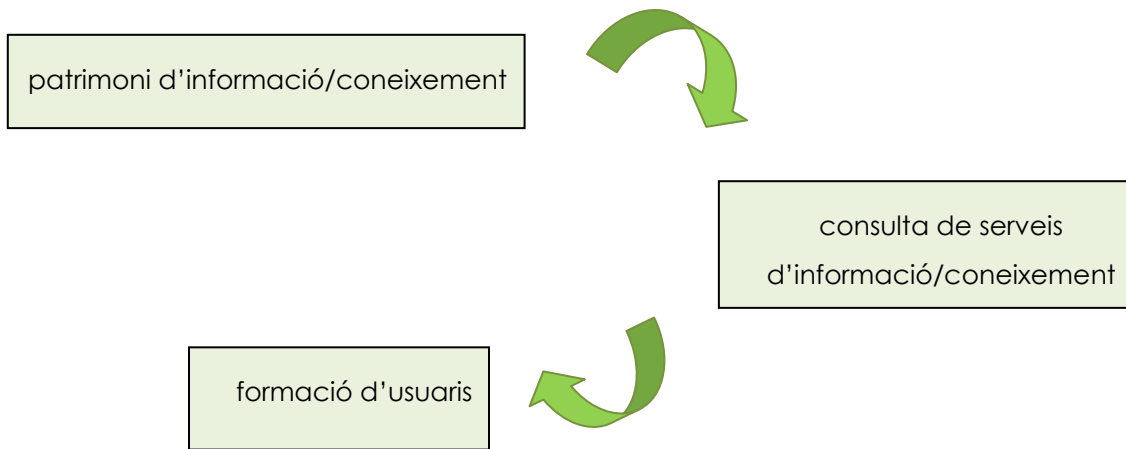 patrimoni d’informació/coneixement
consulta de serveis
d’informació/coneixement
formació d’usuaris